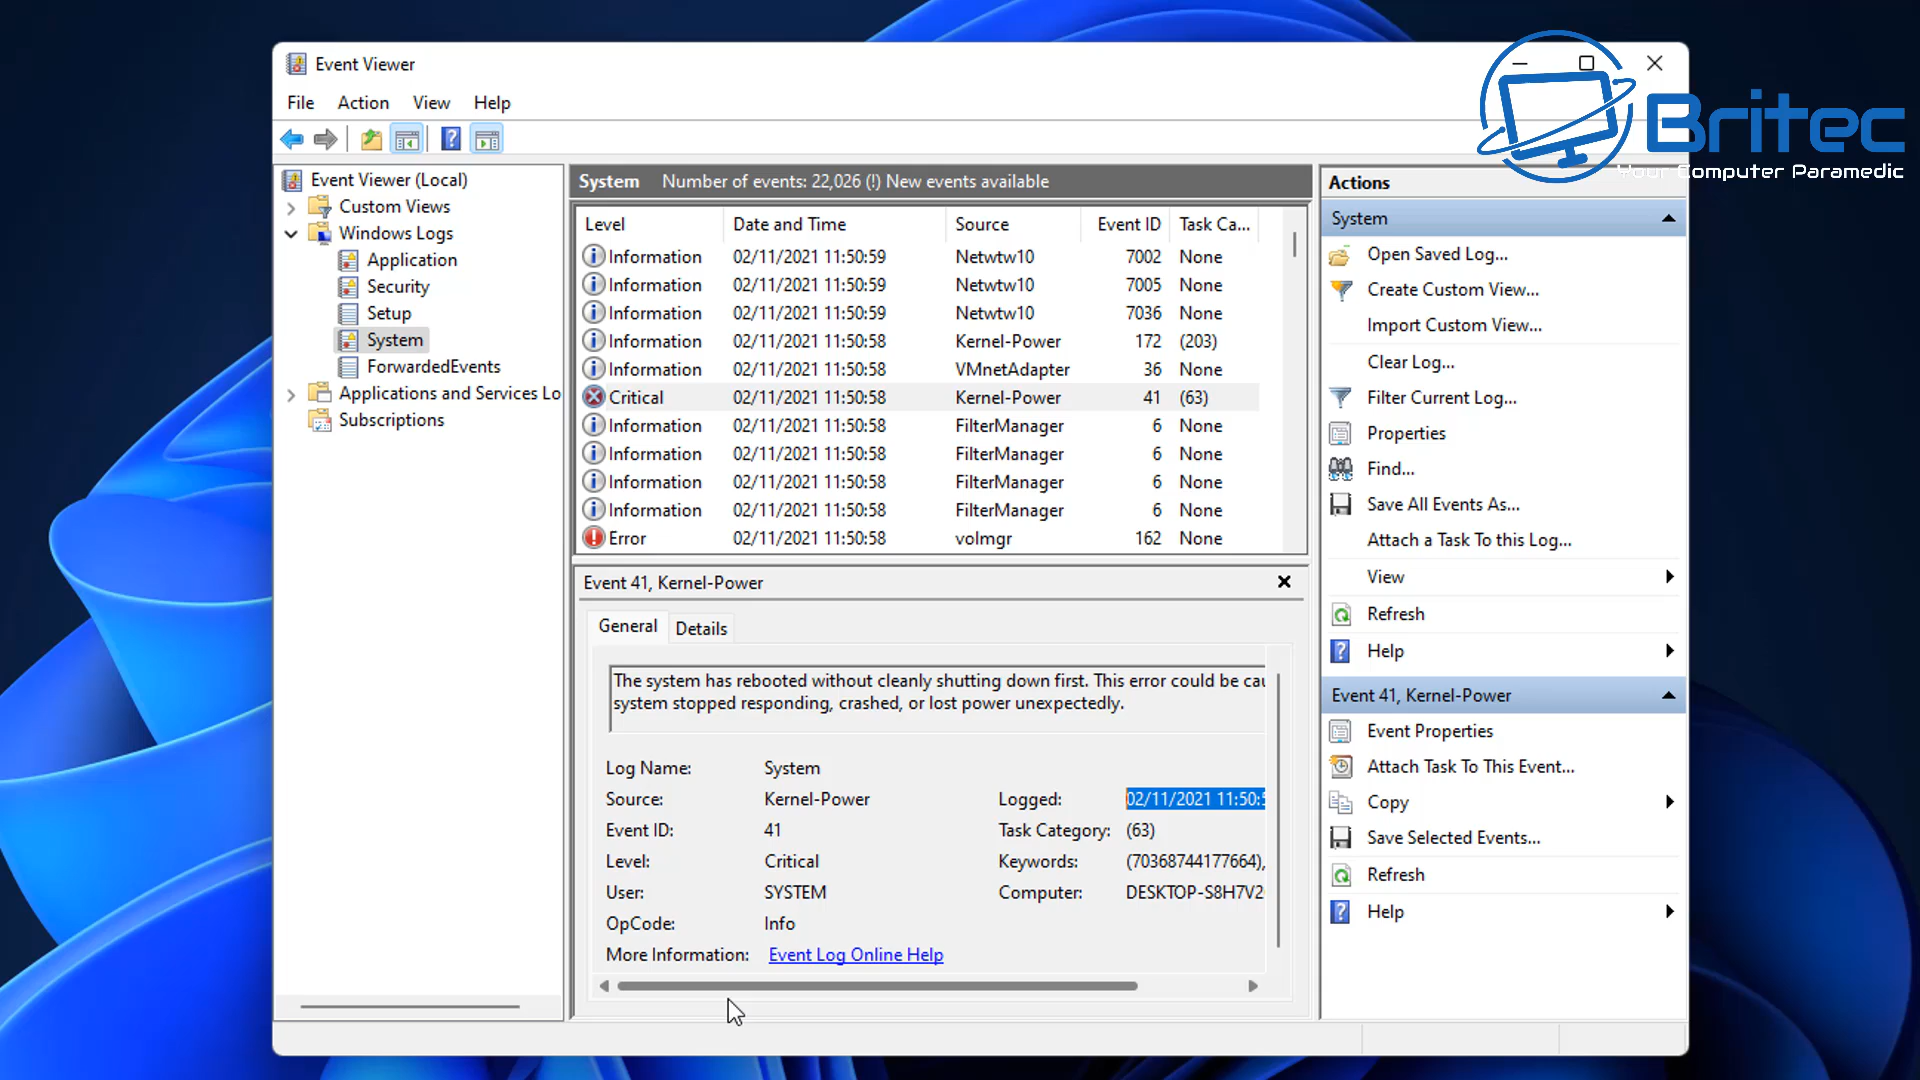 Event Viewer
File Action View Help
Britec
Your Computer Paramedic
Event Viewer (Local)
Custom Views
Windows Logs
Application
Security
Setup
System
ForwardedEvents
Applications and Services Lo
Subscriptions
System Number of events: 22,026 (!) New events available
Level Date and Time Source Event ID Task Ca...
Information 02/11/2021 11:50:59 Netwtw10 7002 None
Information 02/11/2021 11:50:59 Netwtw10 7005 None
Information 02/11/2021 11:50:59 Netwtw10 7036 None
Information 02/11/2021 11:50:58 Kernel-Power 172 (203)
Information 02/11/2021 11:50:58 VMnetAdapter 36 None
Critical 02/11/2021 11:50:58 Kernel-Power 41 (63)
Information 02/11/2021 11:50:58 FilterManager 6 None
Information 02/11/2021 11:50:58 FilterManager 6 None
Information 02/11/2021 11:50:58 FilterManager 6 None
Information 02/11/2021 11:50:58 FilterManager 6 None
Error 02/11/2021 11:50:58 volmgr 162 None
Event 41, Kernel-Power
General Details
The system has rebooted without cleanly shutting down first. This error could be cau
system stopped responding, crashed, or lost power unexpectedly.
Log Name: System
Source: Kernel-Power Logged: 02/11/2021 11:50:5
Event ID: 41 Task Category: (63)
Level: Critical Keywords: (70368744177664),
User: SYSTEM Computer: DESKTOP-S8H7V2
OpCode: Info
More Information: Event Log Online Help
Actions
System
Open Saved Log...
Create Custom View...
Import Custom View...
Clear Log...
Filter Current Log...
Properties
Find...
Save All Events As...
Attach a Task To this Log...
View
Refresh
Help
Event 41, Kernel-Power
Event Properties
Attach Task To This Event...
Copy
Save Selected Events...
Refresh
Help